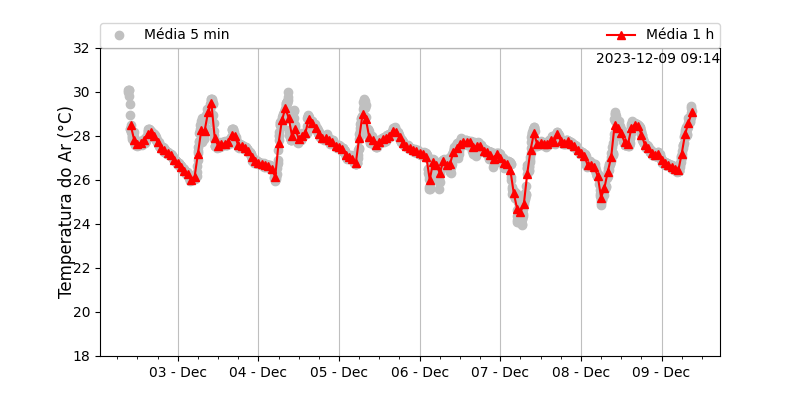 Média 5 min
Média 1 h
2023-12-09 09:14
Temperatura do Ar (°C)
32
30
28
26
24
22
20
18
03 - Dec
04 - Dec
05 - Dec
06 - Dec
07 - Dec
08 - Dec
09 - Dec